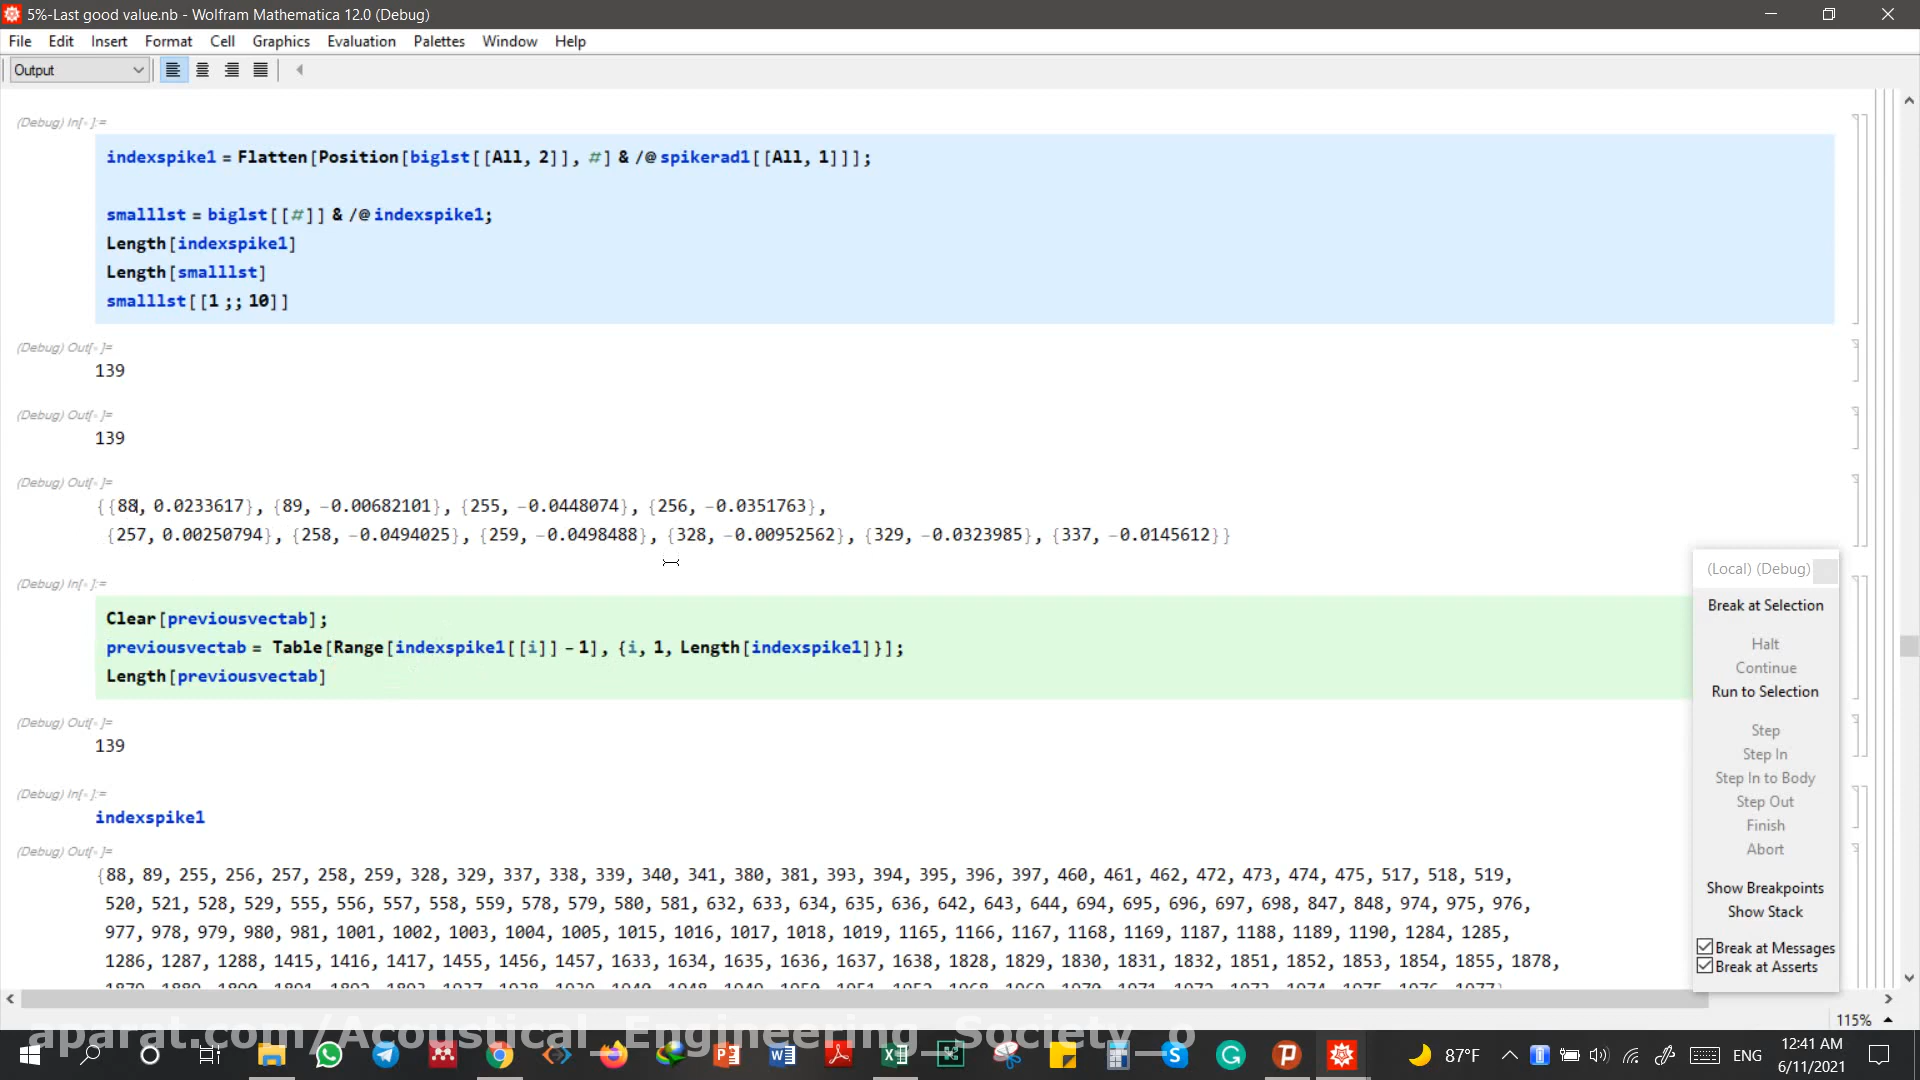 5%-Last good value.nb - Wolfram Mathematica 12.0 (Debug)
File Edit Insert Format Cell Graphics Evaluation Palettes Window Help
Output
(Debug) In[ ]:=
indexspike1 = Flatten[Position[biglst[[All, 2]], #] & /@ spikerad1[[All, 1]]];
smalllst = biglst[[#]] & /@ indexspike1;
Length[indexspike1]
Length[smalllst]
smalllst[[1 ;; 10]]
(Debug) Out[ ]=
139
(Debug) Out[ ]=
139
(Debug) Out[ ]=
{{88, 0.0233617}, {89, -0.00682101}, {255, -0.0448074}, {256, -0.0351763},
{257, 0.00250794}, {258, -0.0494025}, {259, -0.0498488}, {328, -0.00952562}, {329, -0.0323985}, {337, -0.0145612}}
(Debug) In[ ]:=
Clear[previousvectab];
previousvectab = Table[Range[indexspike1[[i]] - 1], {i, 1, Length[indexspike1]}];
Length[previousvectab]
(Debug) Out[ ]=
139
(Debug) In[ ]:=
indexspike1
(Debug) Out[ ]=
{88, 89, 255, 256, 257, 258, 259, 328, 329, 337, 338, 339, 340, 341, 380, 381, 393, 394, 395, 396, 397, 460, 461, 462, 472, 473, 474, 475, 517, 518, 519,
520, 521, 528, 529, 555, 556, 557, 558, 559, 578, 579, 580, 581, 632, 633, 634, 635, 636, 642, 643, 644, 694, 695, 696, 697, 698, 847, 848, 974, 975, 976,
977, 978, 979, 980, 981, 1001, 1002, 1003, 1004, 1005, 1015, 1016, 1017, 1018, 1019, 1165, 1166, 1167, 1168, 1169, 1187, 1188, 1189, 1190, 1284, 1285,
1286, 1287, 1288, 1415, 1416, 1417, 1455, 1456, 1457, 1633, 1634, 1635, 1636, 1637, 1638, 1828, 1829, 1830, 1831, 1832, 1851, 1852, 1853, 1854, 1855, 1878,
(Local) (Debug)
Break at Selection
Halt
Continue
Run to Selection
Step
Step In
Step In to Body
Step Out
Finish
Abort
Show Breakpoints
Show Stack
Break at Messages
Break at Asserts
115%
aparat.com/Acoustical_Engineering_Society_o
87°F
ENG
12:41 AM
6/11/2021